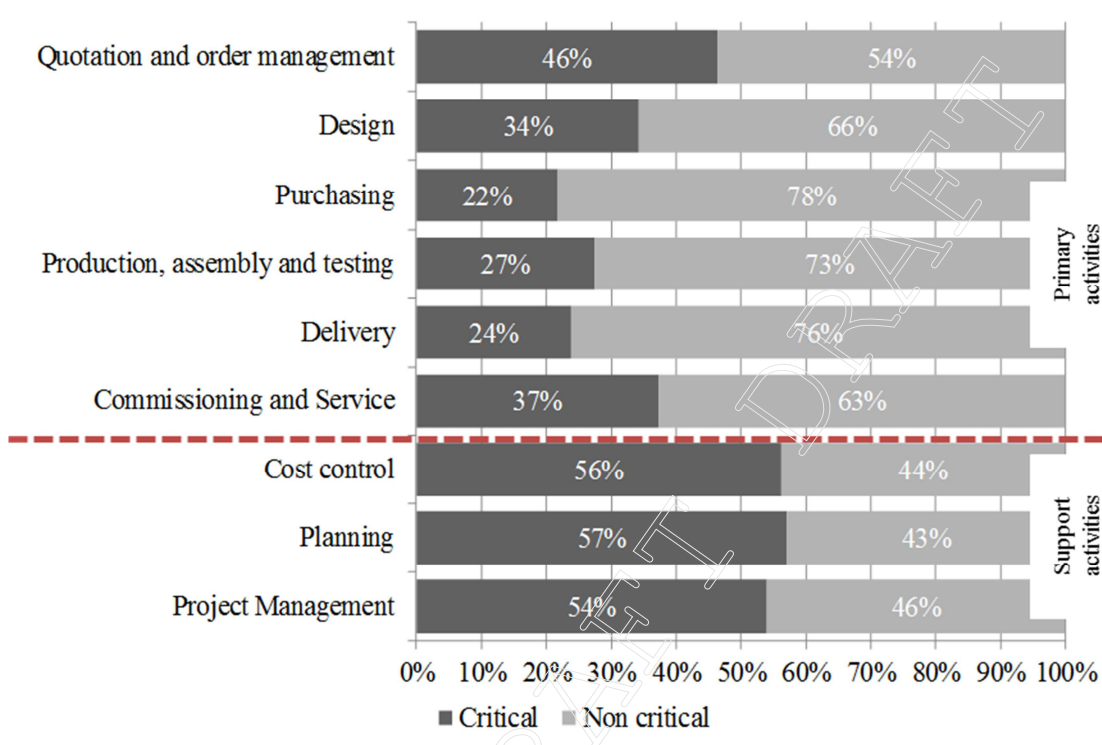 Quotation and order management 46% 54%
Design 34% 66%
Purchasing 22% 78%
Production, assembly and testing 27% 73%
Delivery 24% 76%
Commissioning and Service 37% 63%
Primary
activities
Cost control 56% 44%
Planning 57% 43%
Project Management 54% 46%
Support
activities
0% 10% 20% 30% 40% 50% 60% 70% 80% 90% 100%
Critical Non critical
DRAFT
RAFT